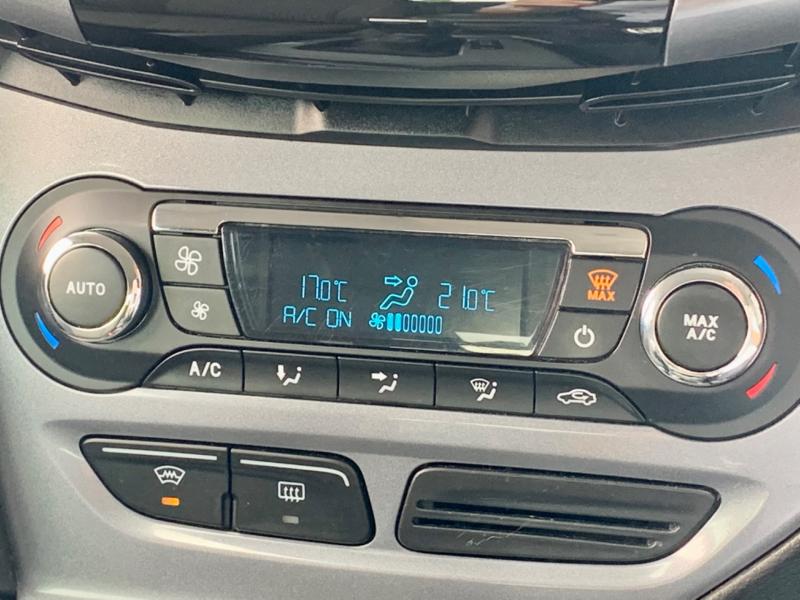 AUTO
17.0°C
21.0°C
A/C ON
MAX
MAX
A/C
A/C